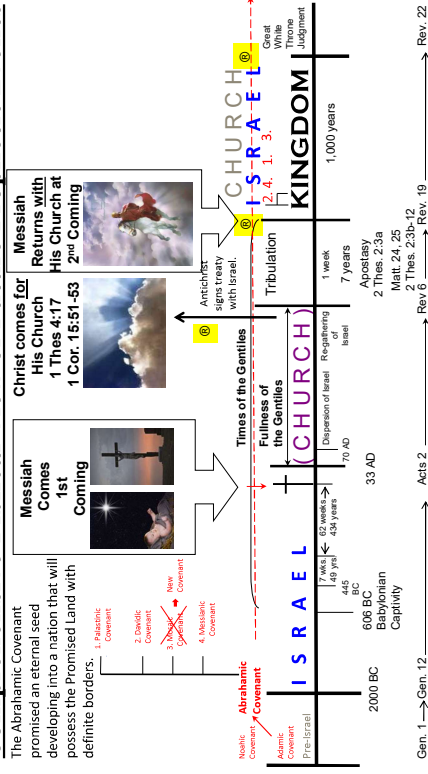 The Abrahamic Covenant
promised an eternal seed
developing into a nation that will
possess the Promised Land with
definite borders.
Messiah
Comes
1st
Coming
Christ comes for
His Church
1 Thes 4:17
1 Cor. 15:51-53
Messiah
Returns with
His Church at
2nd Coming
1. Palastinic
Covenant
2. Davidic
Covenant
3. Mosaic
Covenant
New
Covenant
4. Messianic
Covenant
®
Antichrist
signs treaty
with Israel.
CHURCH
®
®
ISRAEL
2. 4. 1. 3.
Great
White
Throne
Judgment
Noahic
Covenant
Abrahamic
Covenant
Adamic
Covenant
Times of the Gentiles
Fullness of
the Gentiles
Tribulation
KINGDOM
Pre-Israel
ISRAEL
(CHURCH)
7 wks.
49 yrs
62 weeks
434 years
Dispersion of Israel
Re-gathering
of
Israel
1 week
7 years
1,000 years
2000 BC
606 BC
Babylonian
Captivity
445
BC
33 AD
70 AD
Apostasy
2 Thes. 2:3a
Matt. 24, 25
2 Thes. 2:3b-12
Gen. 1
Gen. 12
Acts 2
Rev 6
Rev. 19
Rev. 22